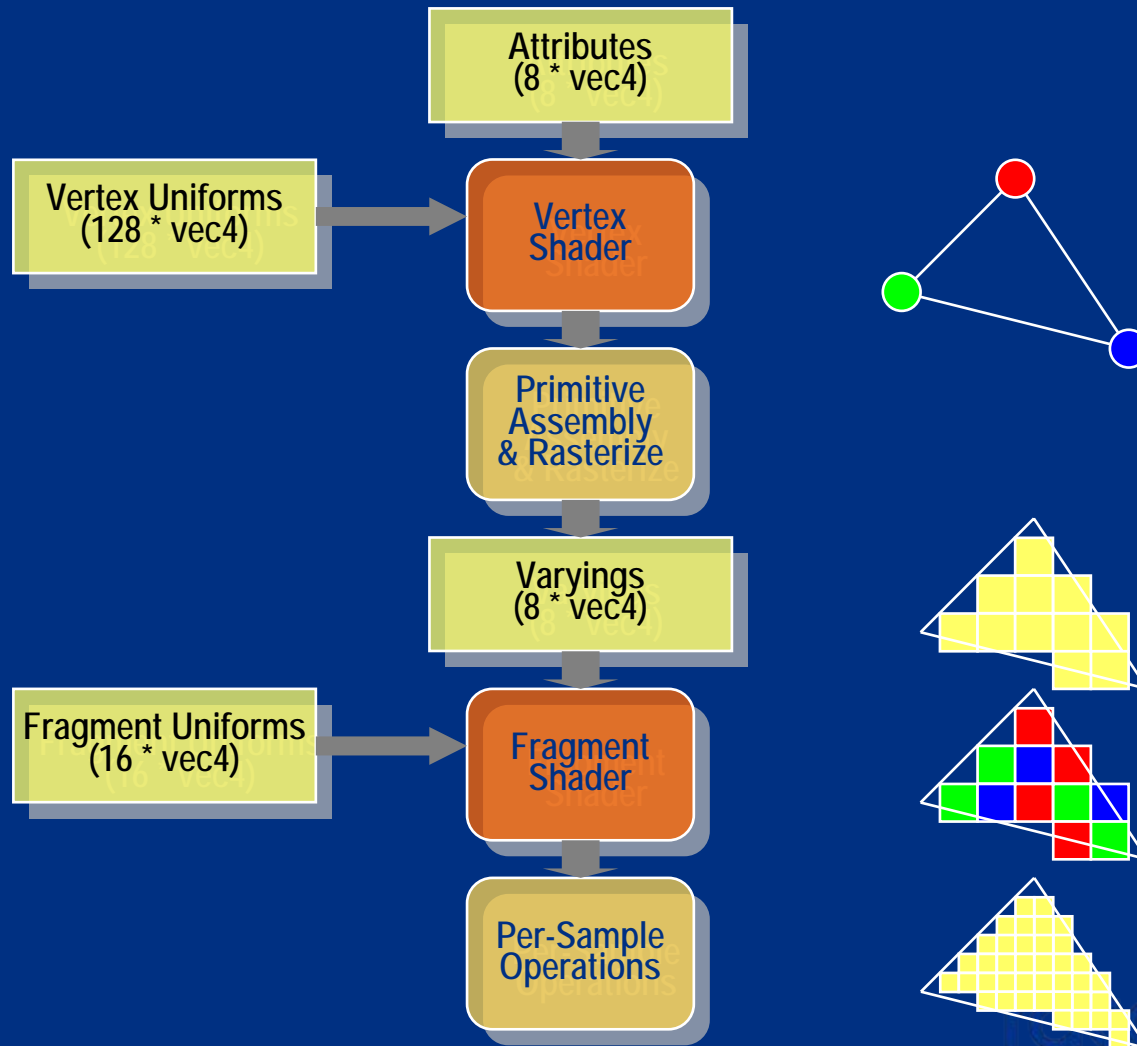 Attributes
(8 * vec4)
Vertex Uniforms
(128 * vec4)
Vertex
Shader
Primitive
Assembly
& Rasterize
Varyings
(8 * vec4)
Fragment Uniforms
(16 * vec4)
Fragment
Shader
Per-Sample
Operations